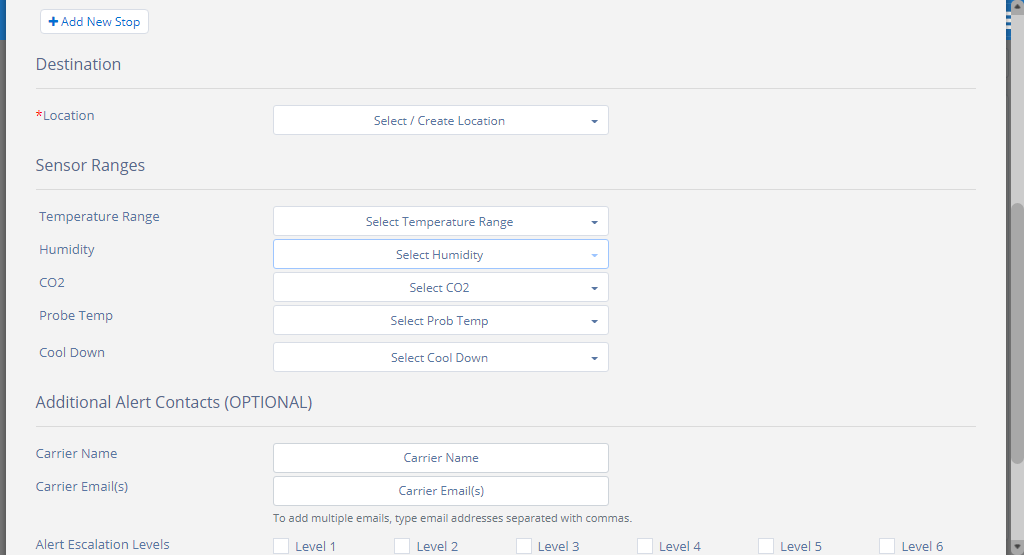 Add New Stop
Destination
*Location
Select / Create Location
Sensor Ranges
Temperature Range
Select Temperature Range
Humidity
Select Humidity
CO2
Select CO2
Probe Temp
Select Prob Temp
Cool Down
Select Cool Down
Additional Alert Contacts (OPTIONAL)
Carrier Name
Carrier Name
Carrier Email(s)
Carrier Email(s)
To add multiple emails, type email addresses separated with commas.
Alert Escalation Levels
Level 1 Level 2 Level 3 Level 4 Level 5 Level 6